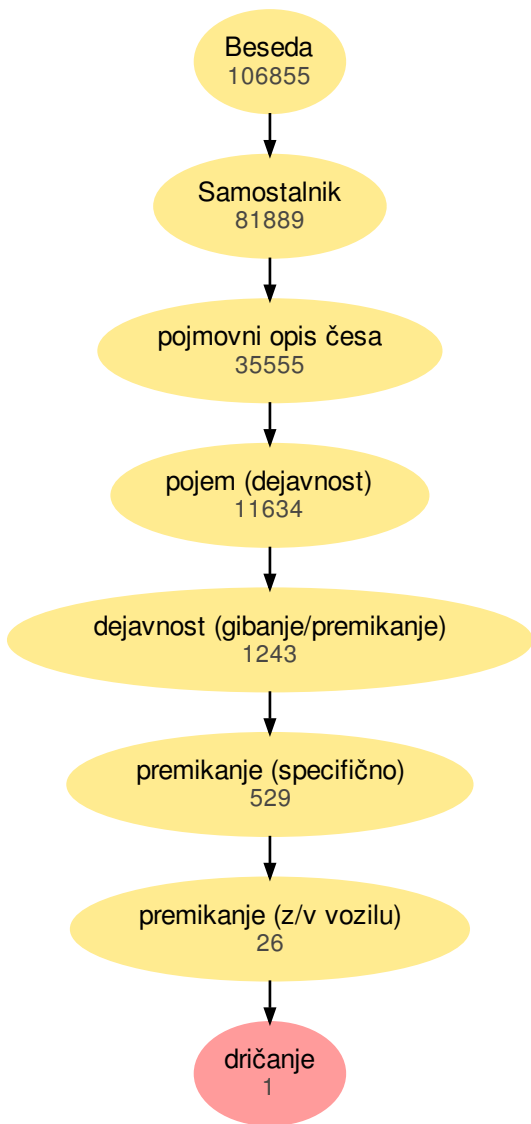 Beseda
106855
Samostalnik
81889
pojmovni opis česa
35555
pojem (dejavnost)
11634
dejavnost (gibanje/premikanje)
1243
premikanje (specifično)
529
premikanje (z/v vozilu)
26
dričanje
1